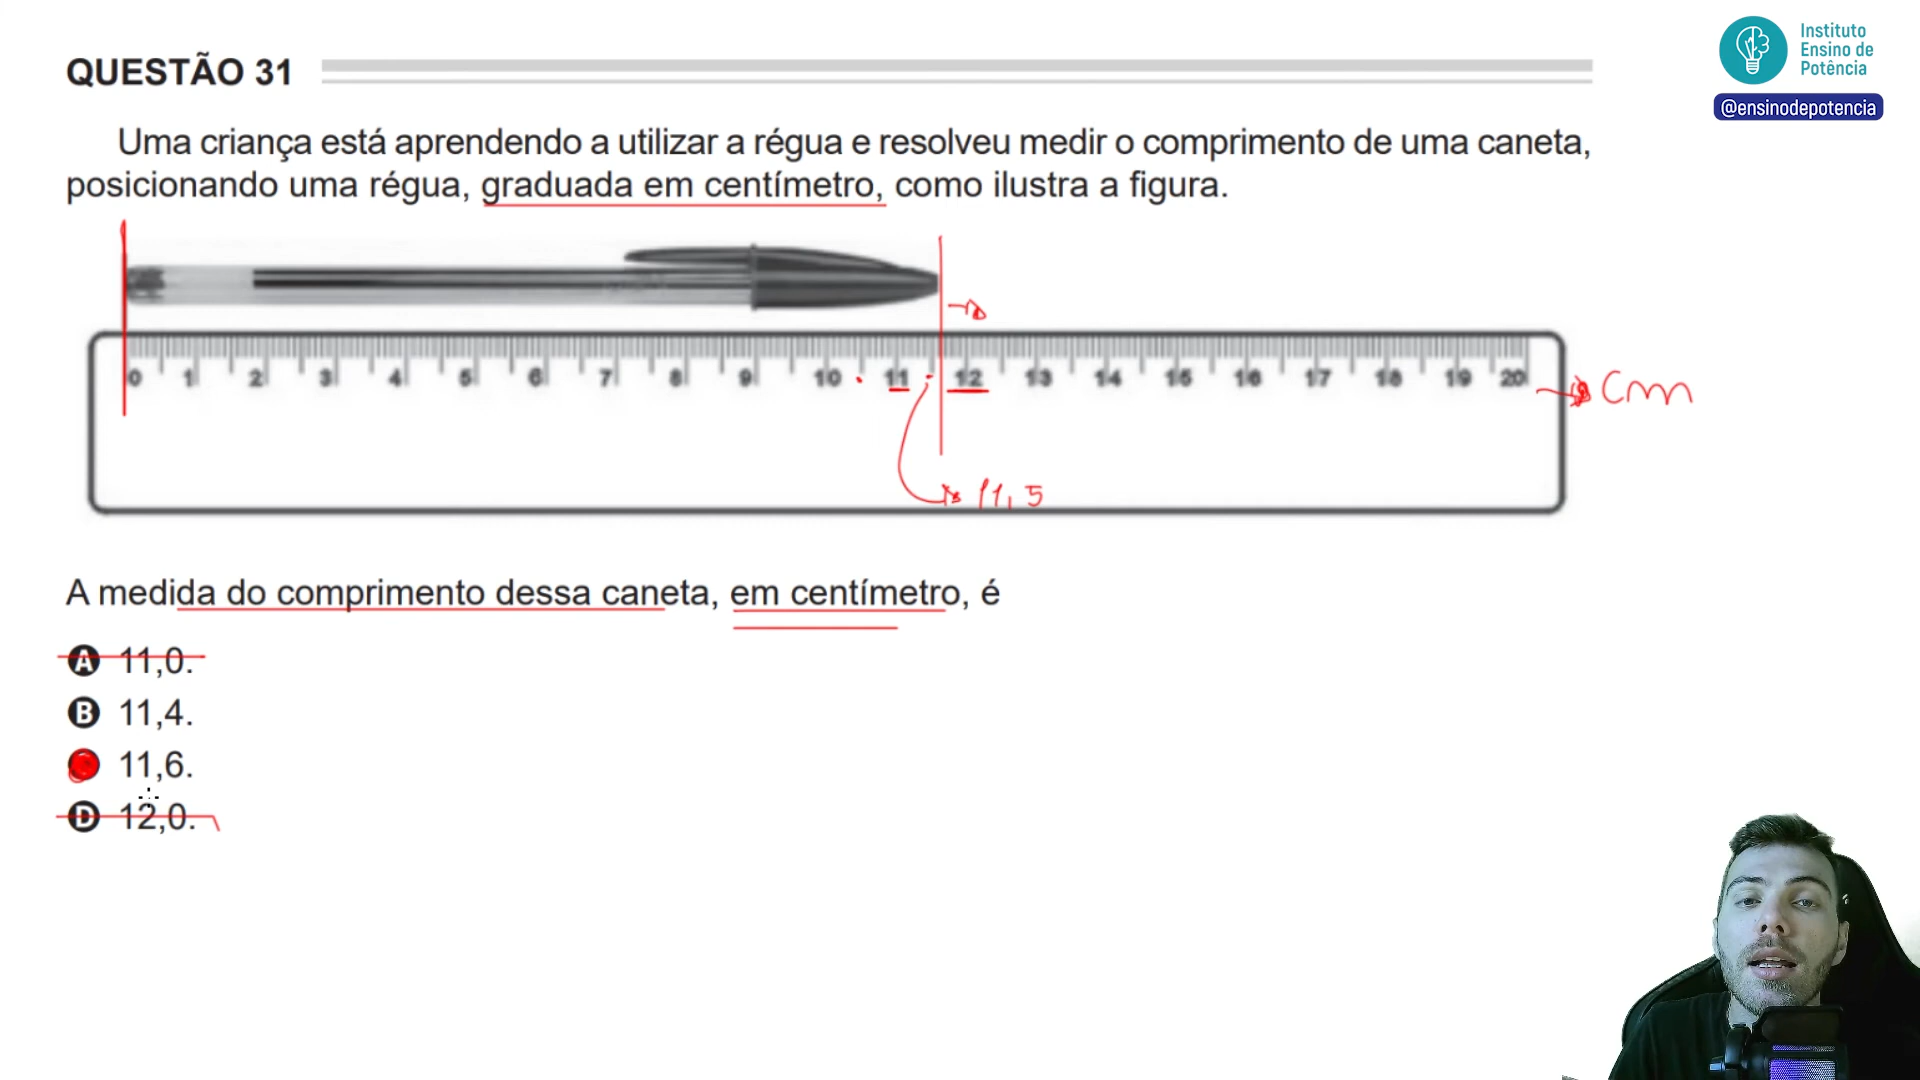 Instituto
Ensino de
Potência
@ensinodepotencia
QUESTÃO 31
Uma criança está aprendendo a utilizar a régua e resolveu medir o comprimento de uma caneta,
posicionando uma régua, graduada em centímetro, como ilustra a figura.
0 1 2 3 4 5 6 7 8 9 10 11 12 13 14 15 16 17 18 19 20
cm
11,5
A medida do comprimento dessa caneta, em centímetro, é
A 11,0.
B 11,4.
11,6.
D 12,0.